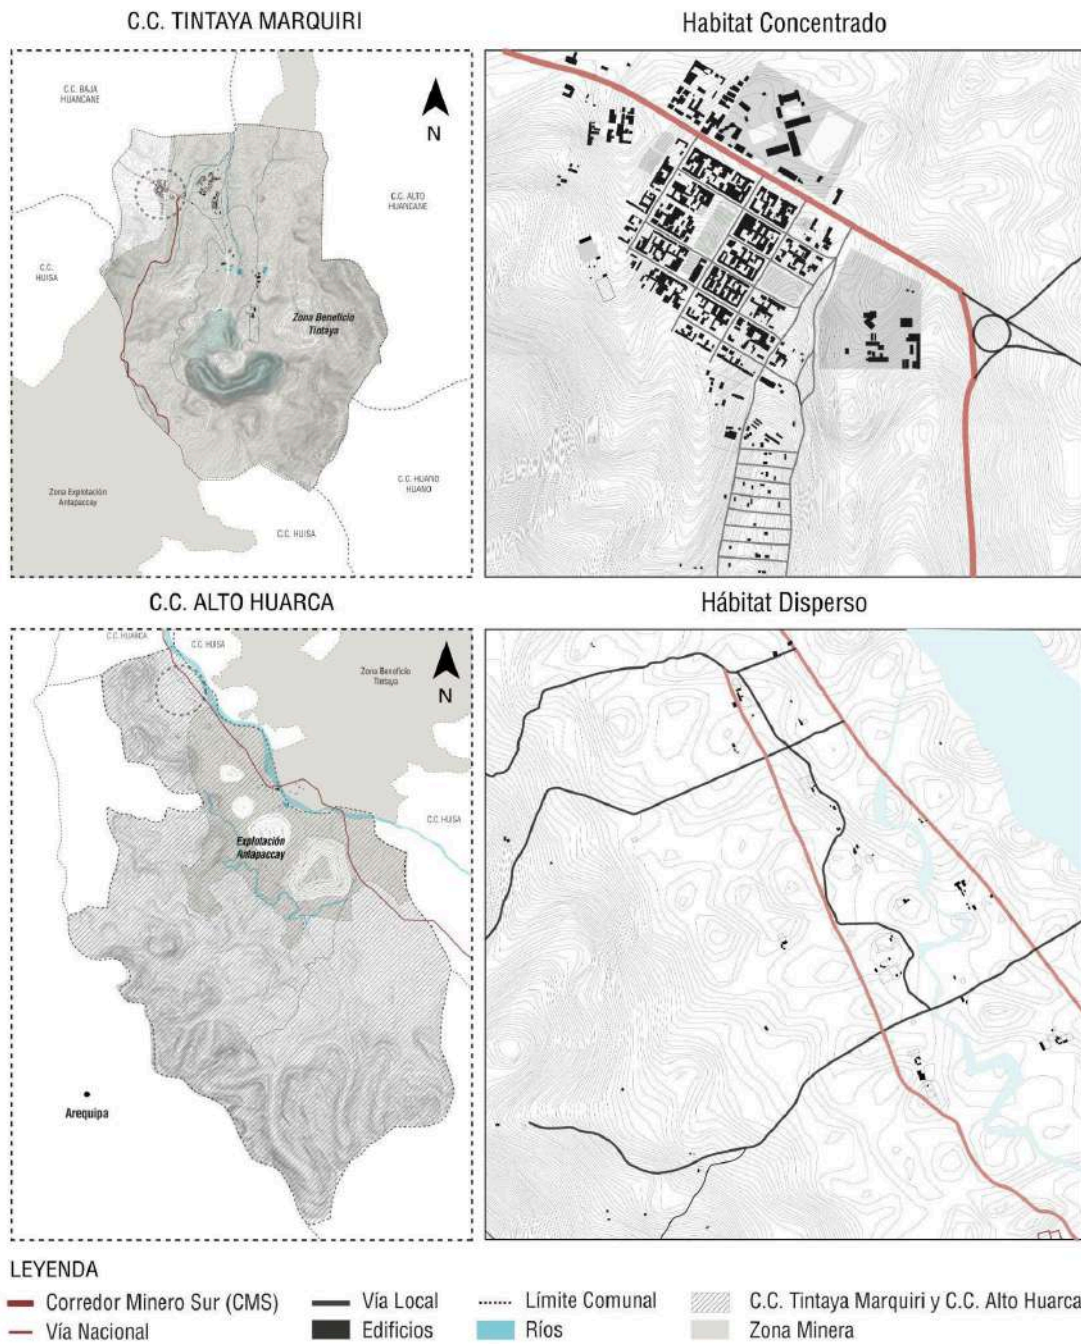 C.C. TINTAYA MARQUIRI
Habitat Concentrado
C.C. BAJA
HUANCANE
N
C.C. ALTO
HUANCANE
C.C.
HUISA
Zona Beneficio
Tintaya
Zona Explotación
Antapaccay
C.C. HUANO
HUANO
C.C. HUISA
C.C. ALTO HUARCA
Hábitat Disperso
C.C. HUARCA
C.C. HUISA
Zona Beneficio
Tintaya
N
C.C. HUISA
Explotación
Antapaccay
Arequipa
LEYENDA
Corredor Minero Sur (CMS)
Vía Local
Límite Comunal
C.C. Tintaya Marquiri y C.C. Alto Huarca
Vía Nacional
Edificios
Ríos
Zona Minera